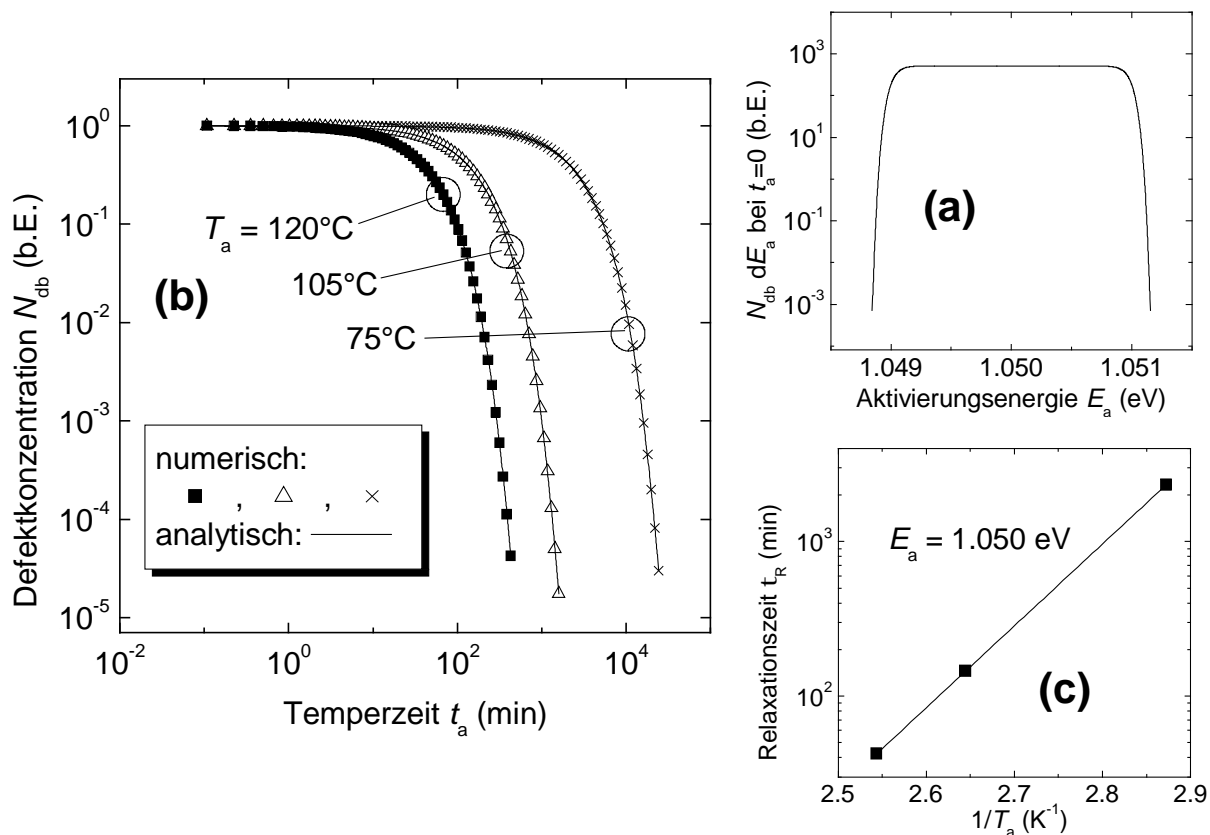 Defektkonzentration N_db (b.E.)
10^0
10^-1
10^-2
10^-3
10^-4
10^-5
T_a = 120°C
105°C
75°C
(b)
numerisch:
■ , △ , ×
analytisch: ——
10^-2 10^0 10^2 10^4
Temperzeit t_a (min)
N_db dE_a bei t_a=0 (b.E.)
10^3
10^1
10^-1
10^-3
(a)
1.049 1.050 1.051
Aktivierungsenergie E_a (eV)
Relaxationszeit τ_R (min)
10^3
10^2
E_a = 1.050 eV
(c)
2.5 2.6 2.7 2.8 2.9
1/T_a (K^-1)